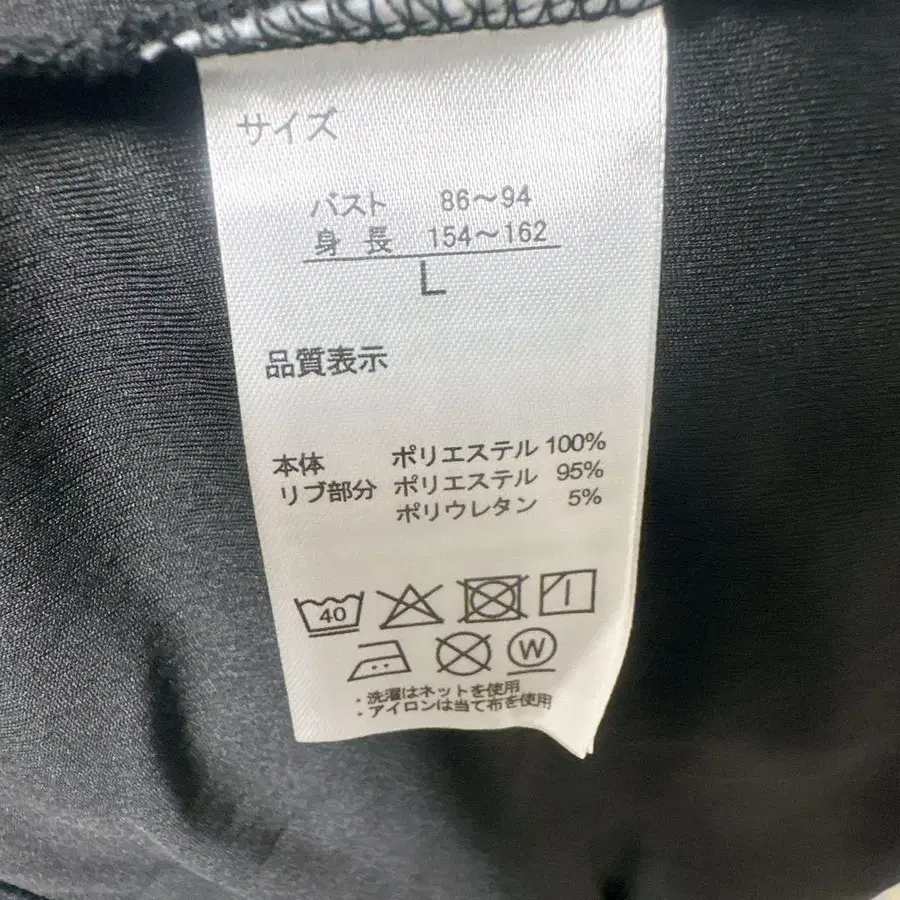 サイズ
バスト 86～94
身長 154～162
L
品質表示
本体 ポリエステル 100%
リブ部分 ポリエステル 95%
ポリウレタン 5%
40
W
・洗濯はネットを使用
・アイロンは当て布を使用